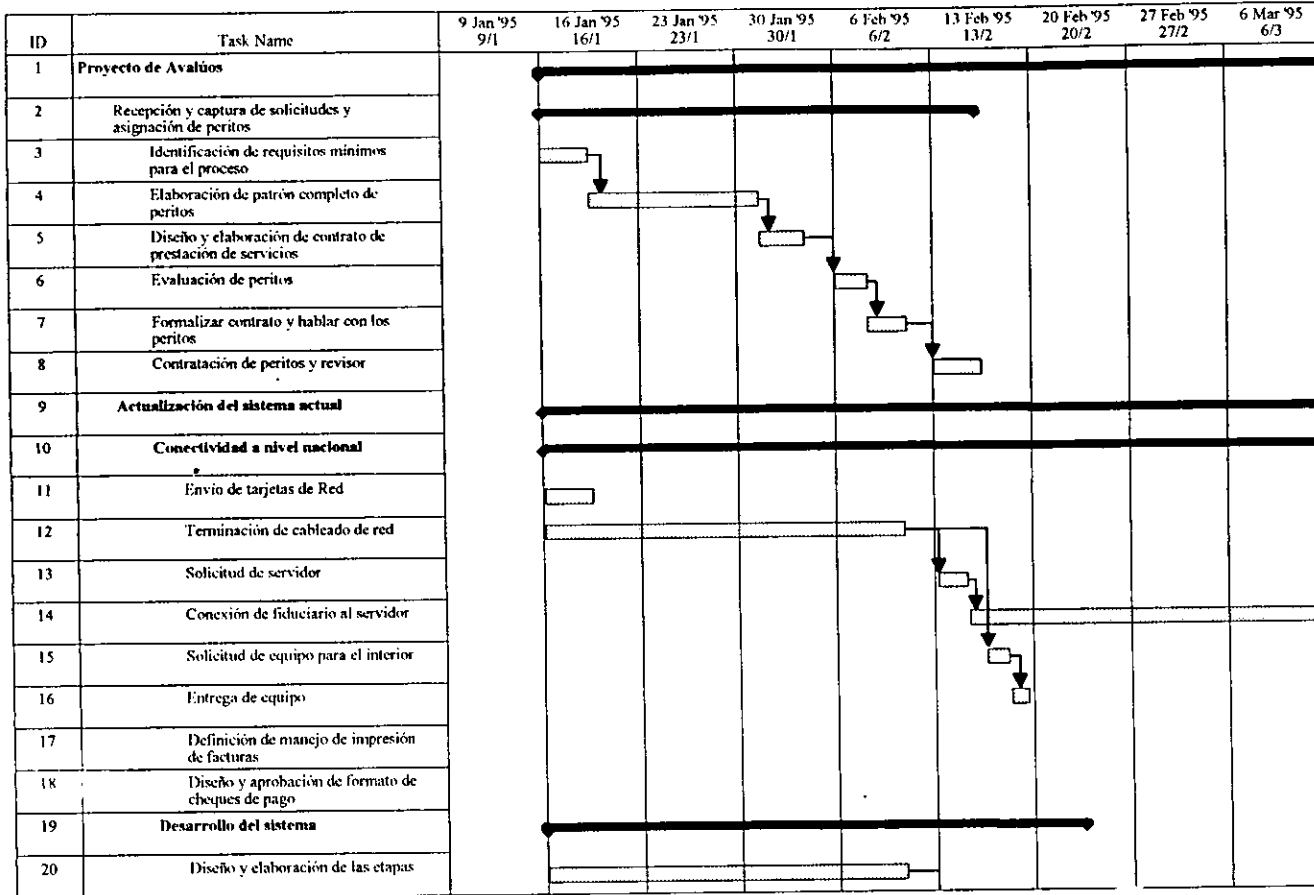 9 Jan '95 16 Jan '95 23 Jan '95 30 Jan '95 6 Feb '95 13 Feb '95 20 Feb '95 27 Feb '95 6 Mar '95
ID Task Name 9/1 16/1 23/1 30/1 6/2 13/2 20/2 27/2 6/3
1 Proyecto de Avalúos
2 Recepción y captura de solicitudes y
asignación de peritos
3 Identificación de requisitos mínimos
para el proceso
4 Elaboración de patrón completo de
peritos
5 Diseño y elaboración de contrato de
prestación de servicios
6 Evaluación de peritos
7 Formalizar contrato y hablar con los
peritos
8 Contratación de peritos y revisor
9 Actualización del sistema actual
10 Conectividad a nivel nacional
11 Envío de tarjetas de Red
12 Terminación de cableado de red
13 Solicitud de servidor
14 Conexión de fiduciario al servidor
15 Solicitud de equipo para el interior
16 Entrega de equipo
17 Definición de manejo de impresión
de facturas
18 Diseño y aprobación de formato de
cheques de pago
19 Desarrollo del sistema
20 Diseño y elaboración de las etapas